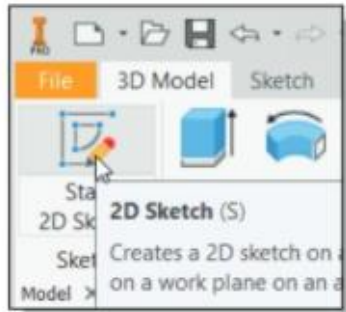 PRO
File 3D Model Sketch
Sta
2D Sk
2D Sketch (S)
Creates a 2D sketch on a
on a work plane on an a
Sket
Model ×